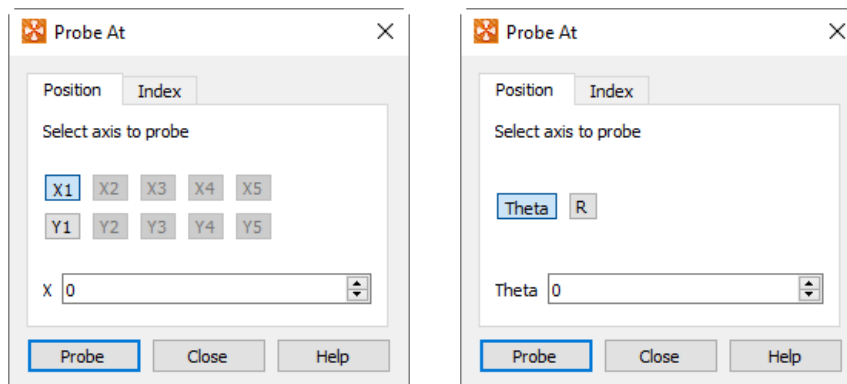 Probe At
Position Index
Select axis to probe
X1 X2 X3 X4 X5
Y1 Y2 Y3 Y4 Y5
X 0
Probe Close Help
Probe At
Position Index
Select axis to probe
Theta R
Theta 0
Probe Close Help